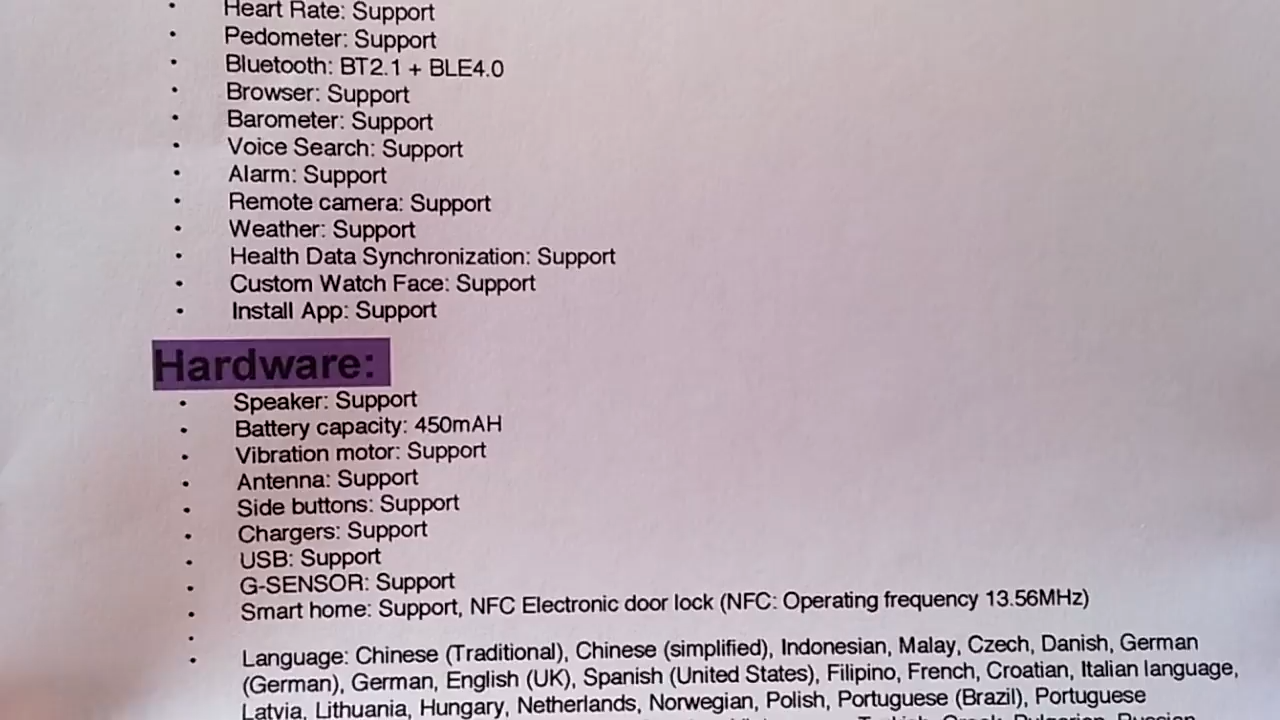 • Heart Rate: Support
• Pedometer: Support
• Bluetooth: BT2.1 + BLE4.0
• Browser: Support
• Barometer: Support
• Voice Search: Support
• Alarm: Support
• Remote camera: Support
• Weather: Support
• Health Data Synchronization: Support
• Custom Watch Face: Support
• Install App: Support
Hardware:
• Speaker: Support
• Battery capacity: 450mAH
• Vibration motor: Support
• Antenna: Support
• Side buttons: Support
• Chargers: Support
• USB: Support
• G-SENSOR: Support
• Smart home: Support, NFC Electronic door lock (NFC: Operating frequency 13.56MHz)
•
• Language: Chinese (Traditional), Chinese (simplified), Indonesian, Malay, Czech, Danish, German
(German), German, English (UK), Spanish (United States), Filipino, French, Croatian, Italian language,
Latvia, Lithuania, Hungary, Netherlands, Norwegian, Polish, Portuguese (Brazil), Portuguese
Turkish, Greek, Bulgarian, Russian